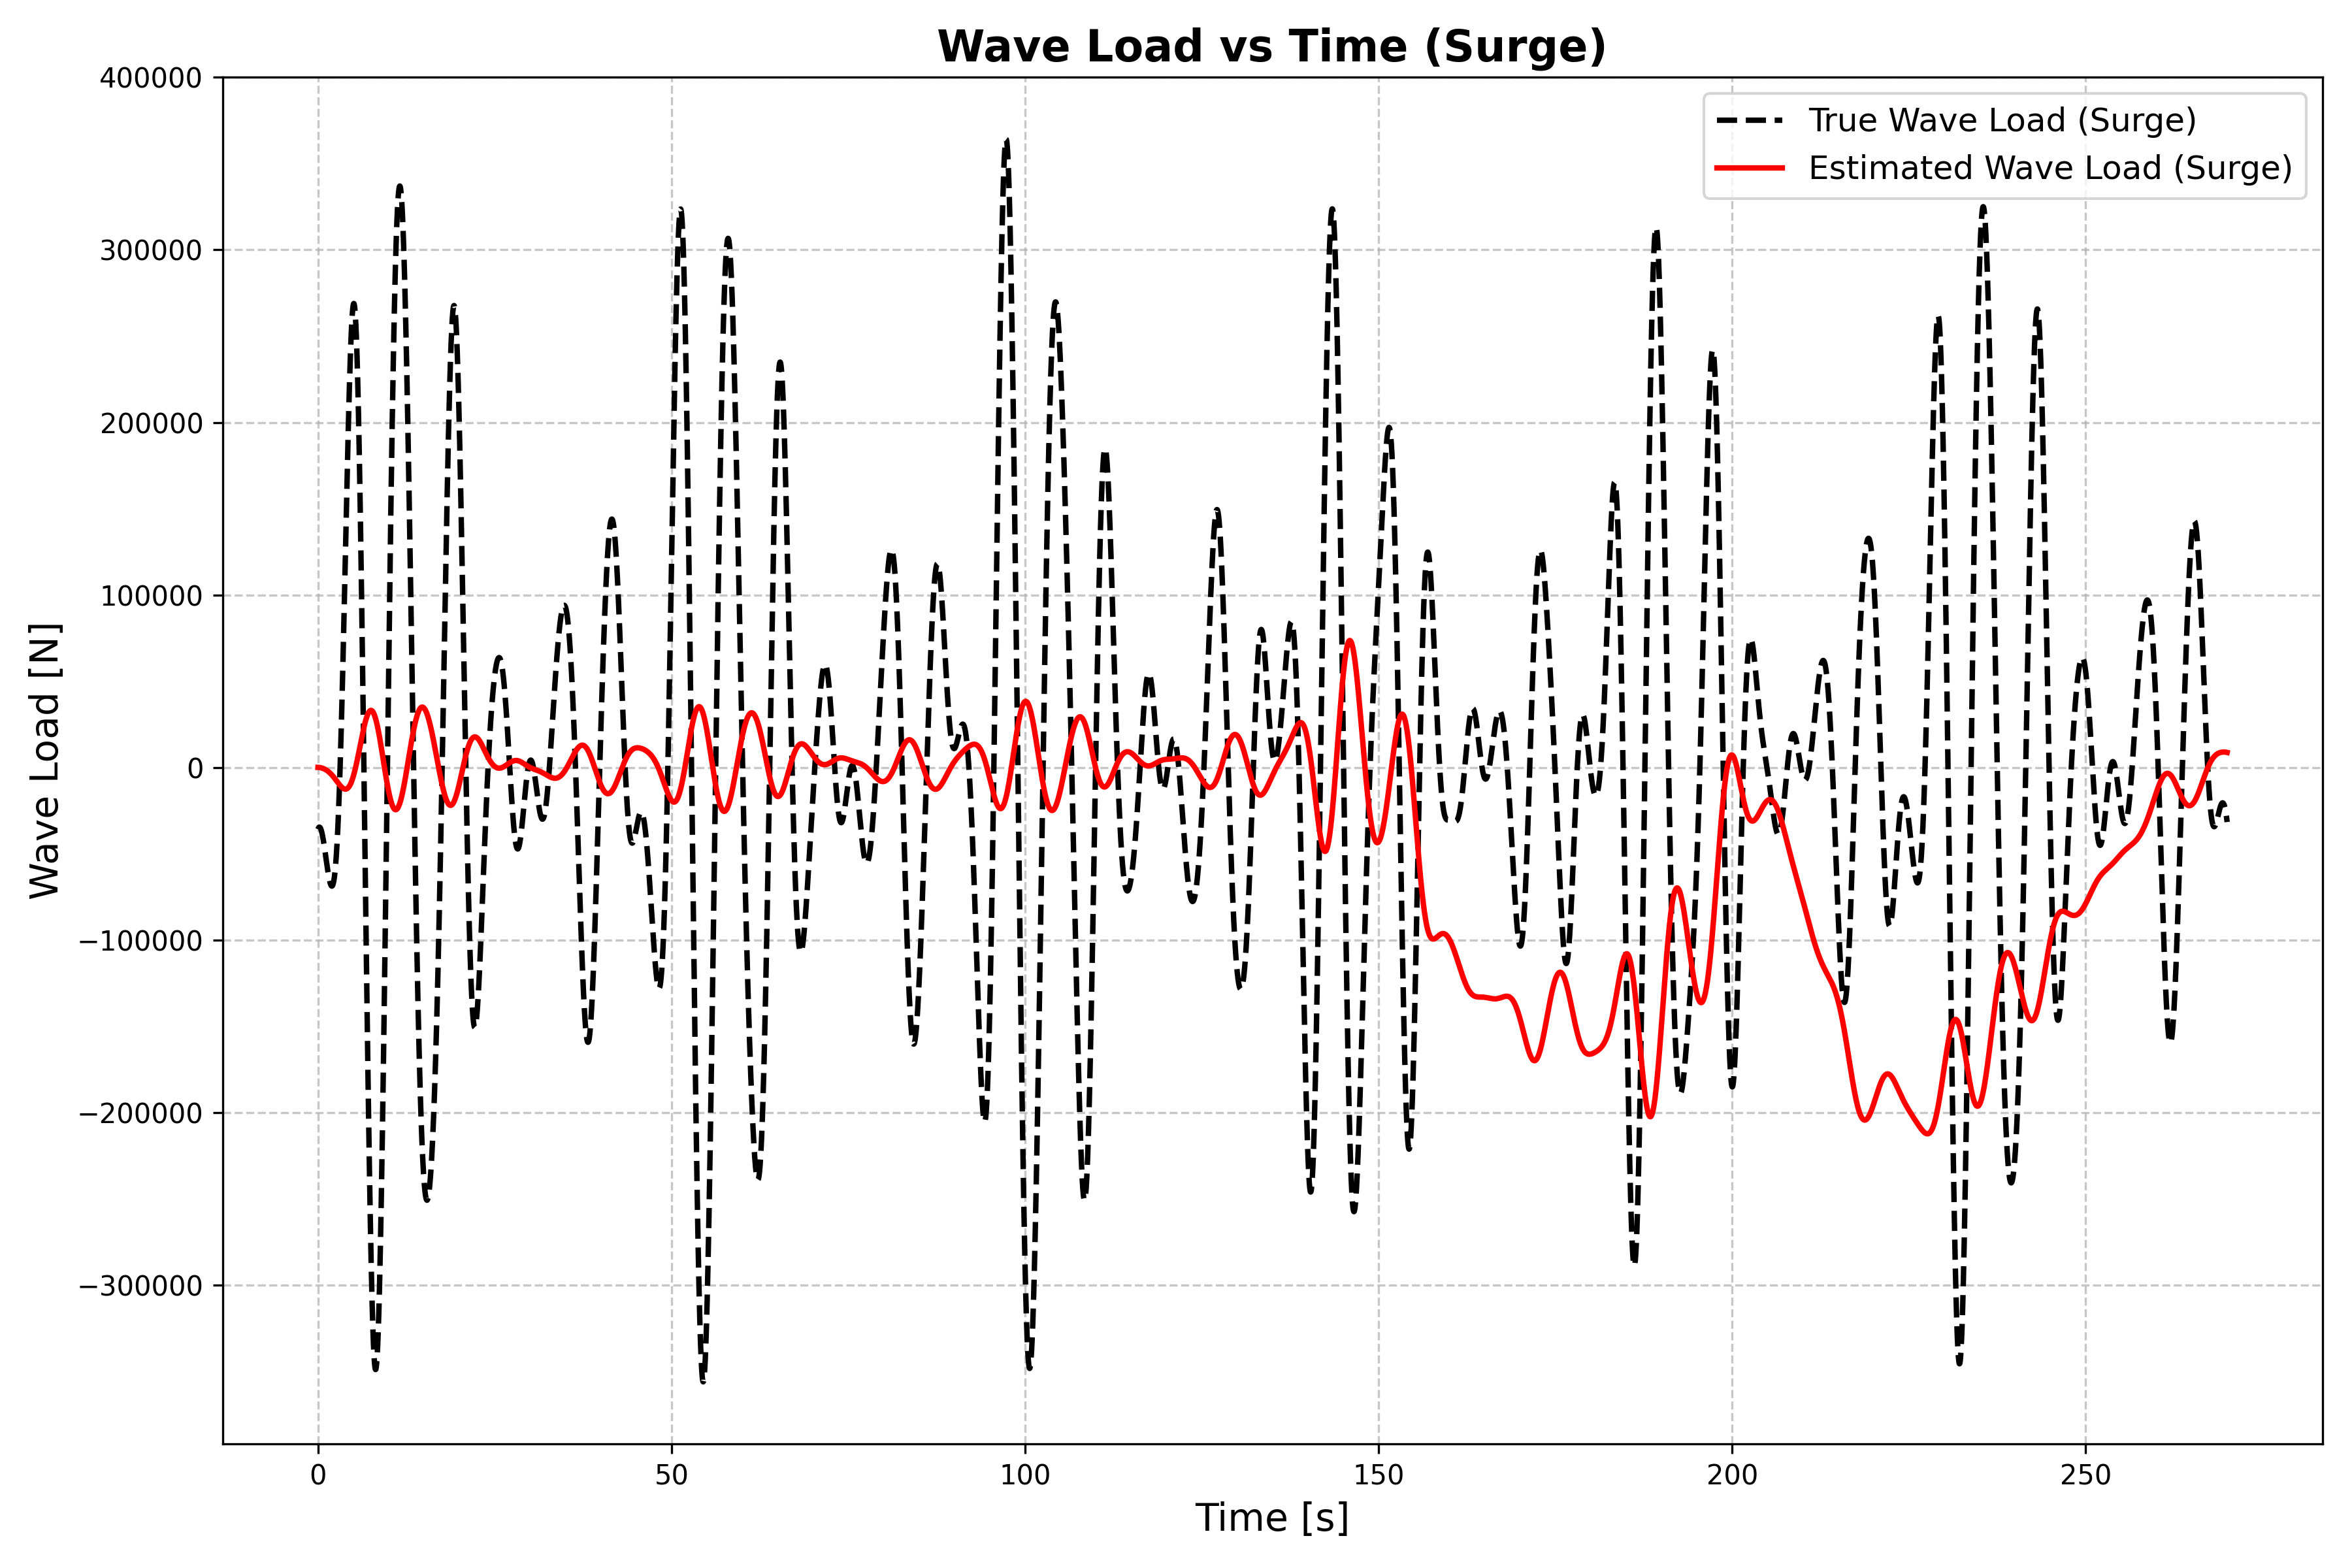 Wave Load vs Time (Surge)
True Wave Load (Surge)
Estimated Wave Load (Surge)
Wave Load [N]
400000
300000
200000
100000
0
−100000
−200000
−300000
0 50 100 150 200 250
Time [s]